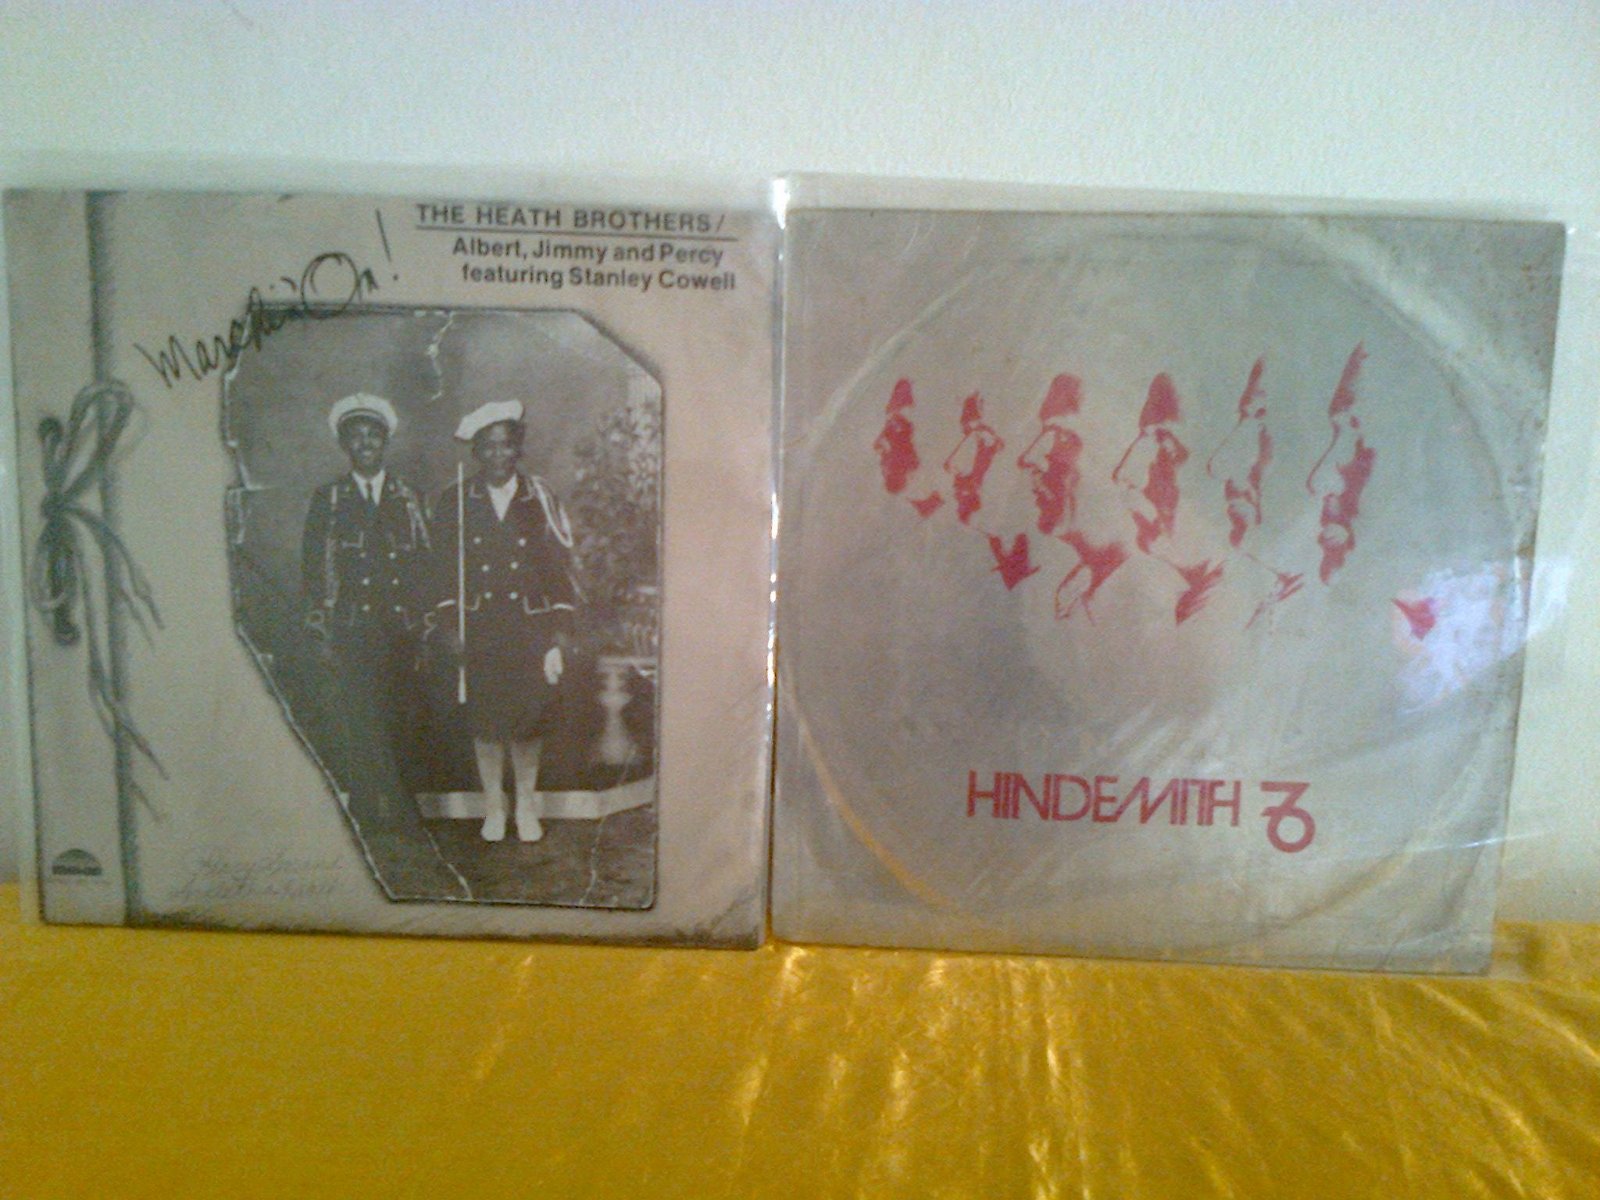 THE HEATH BROTHERS/
Albert, Jimmy and Percy
featuring Stanley Cowell
Marchin' On!
HINDEMITH 76